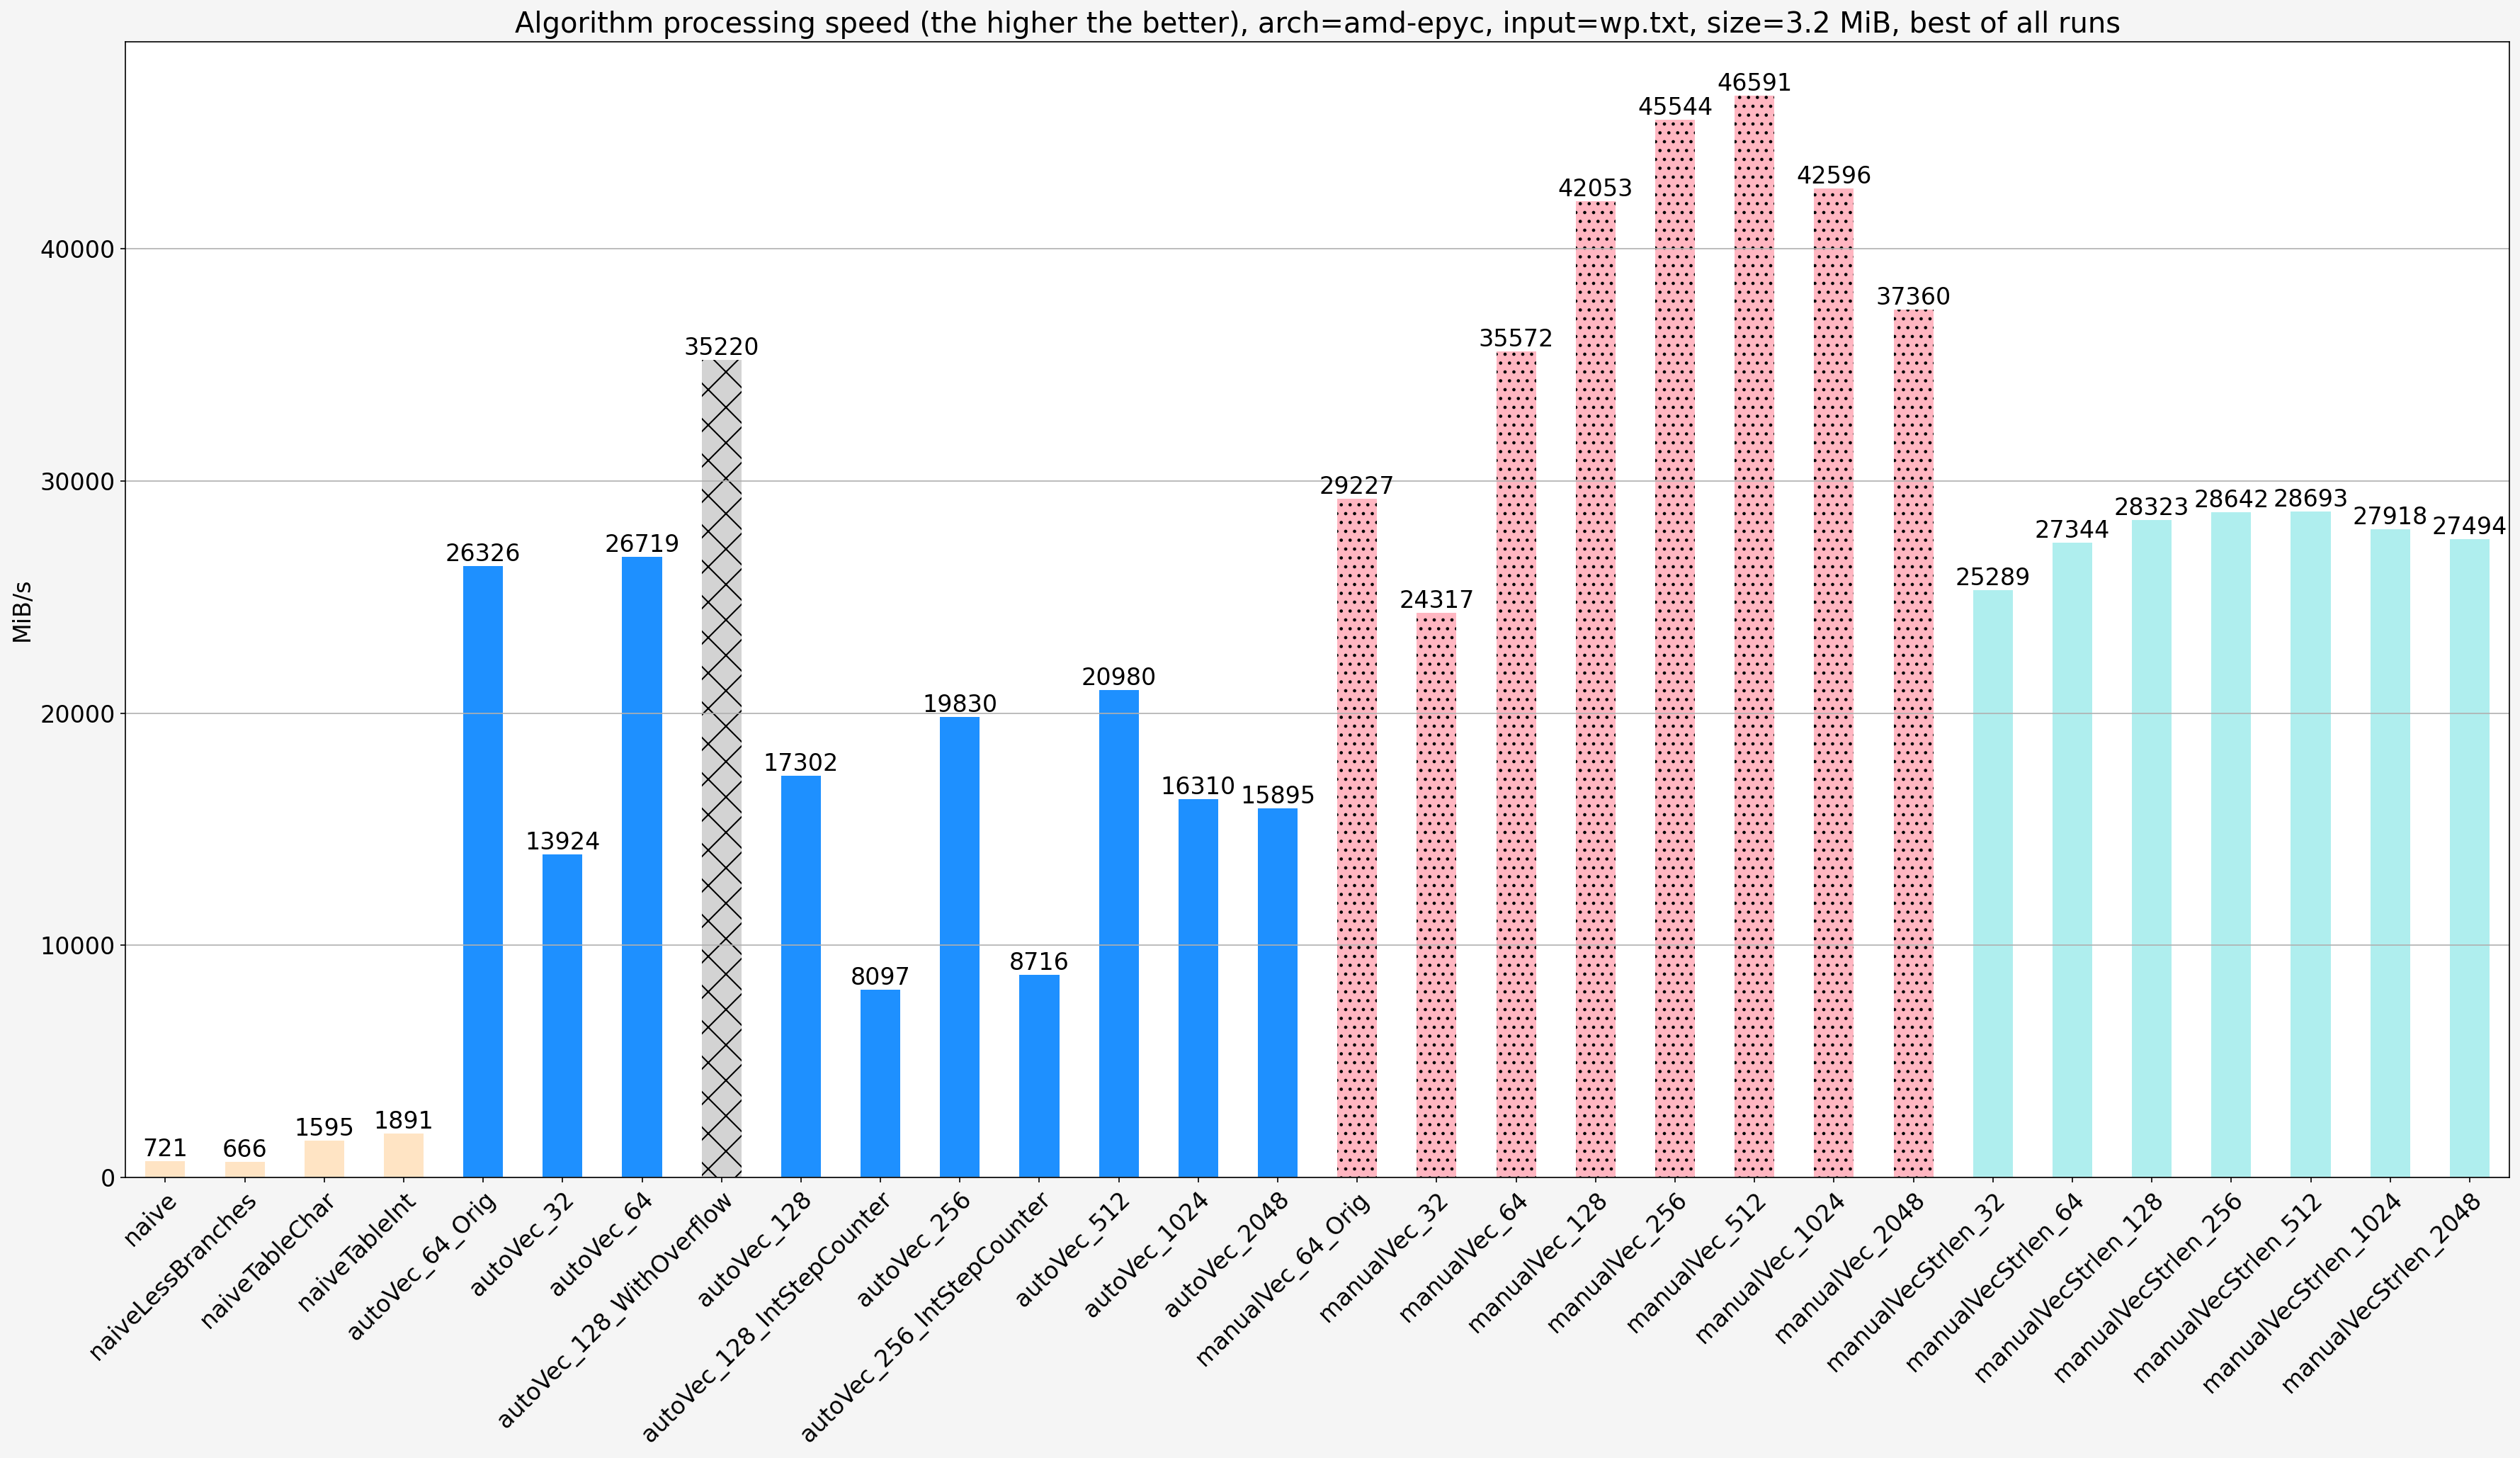 Algorithm processing speed (the higher the better), arch=amd-epyc, input=wp.txt, size=3.2 MiB, best of all runs
MiB/s
40000
30000
20000
10000
0
721
666
1595
1891
26326
13924
26719
35220
17302
8097
19830
8716
20980
16310
15895
29227
24317
35572
42053
45544
46591
42596
37360
25289
27344
28323
28642
28693
27918
27494
naive
naiveLessBranches
naiveTableChar
naiveTableInt
autoVec_64_Orig
autoVec_32
autoVec_64
autoVec_128_WithOverflow
autoVec_128
autoVec_128_IntStepCounter
autoVec_256
autoVec_256_IntStepCounter
autoVec_512
autoVec_1024
autoVec_2048
manualVec_64_Orig
manualVec_32
manualVec_64
manualVec_128
manualVec_256
manualVec_512
manualVec_1024
manualVec_2048
manualVecStrlen_32
manualVecStrlen_64
manualVecStrlen_128
manualVecStrlen_256
manualVecStrlen_512
manualVecStrlen_1024
manualVecStrlen_2048